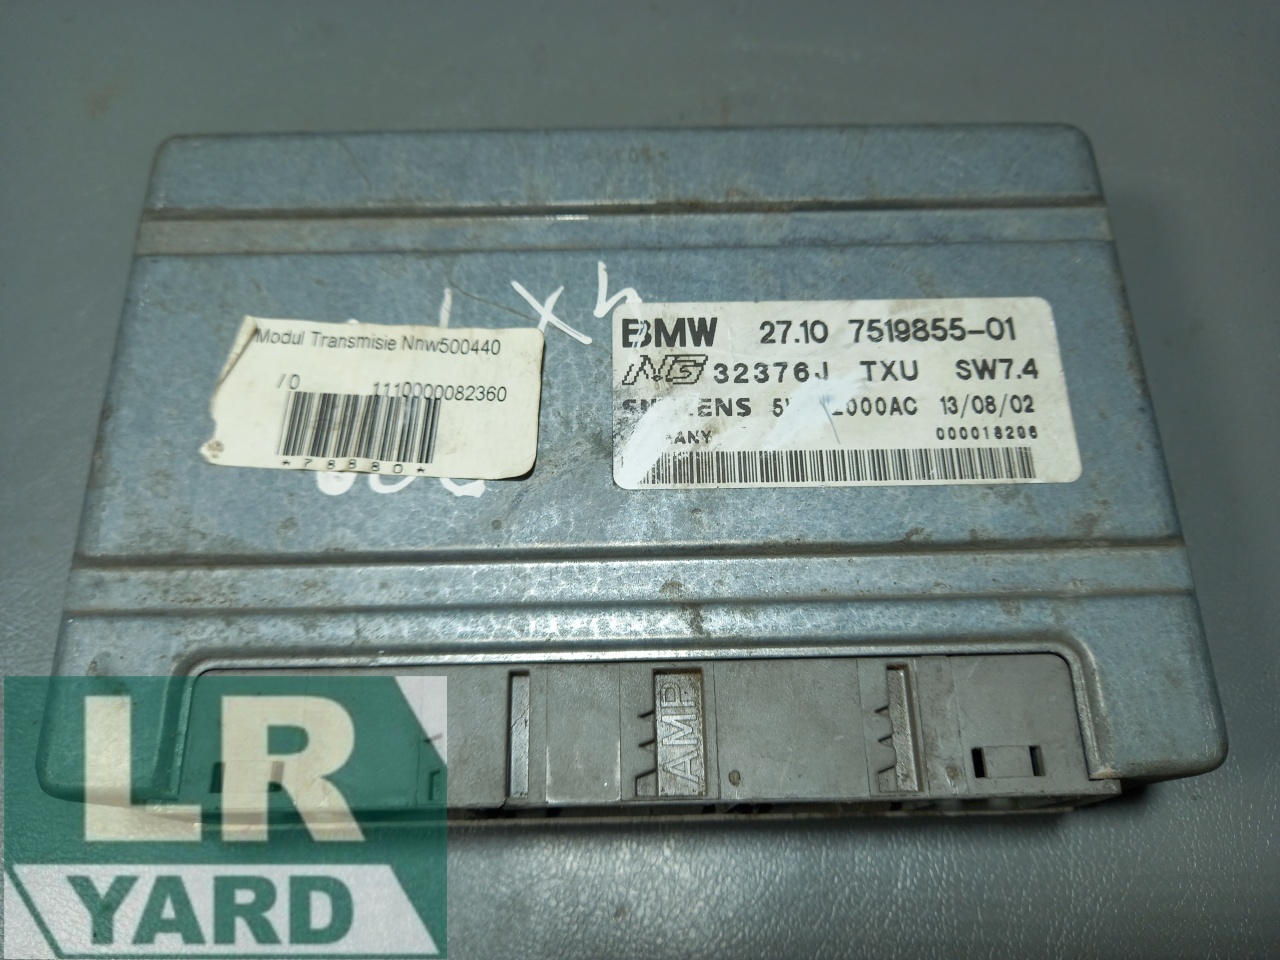 Modul Transmisie Nnw500440
/0 1110000082360
*78880*
BMW 27.10 7519855-01
NG 32376J TXU SW7.4
000AC 13/08/02
000018206
AMP
LR
YARD